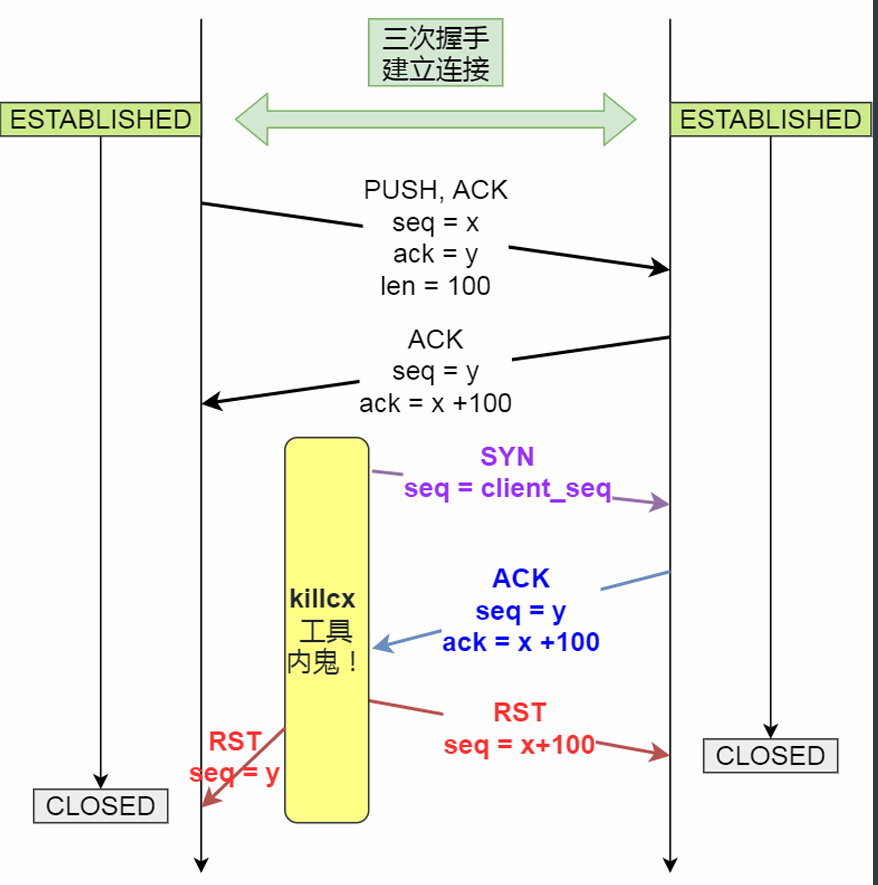 三次握手
建立连接
ESTABLISHED
ESTABLISHED
PUSH, ACK
seq = x
ack = y
len = 100
ACK
seq = y
ack = x +100
SYN
seq = client_seq
ACK
seq = y
ack = x +100
killcx
工具
内鬼！
RST
seq = x+100
RST
seq = y
CLOSED
CLOSED